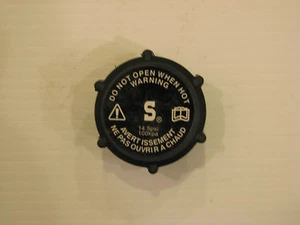 DO NOT OPEN WHEN HOT
WARNING
S®
14.5psi
100kpa
AVERTISSEMENT
NE PAS OUVRIR A CHAUD